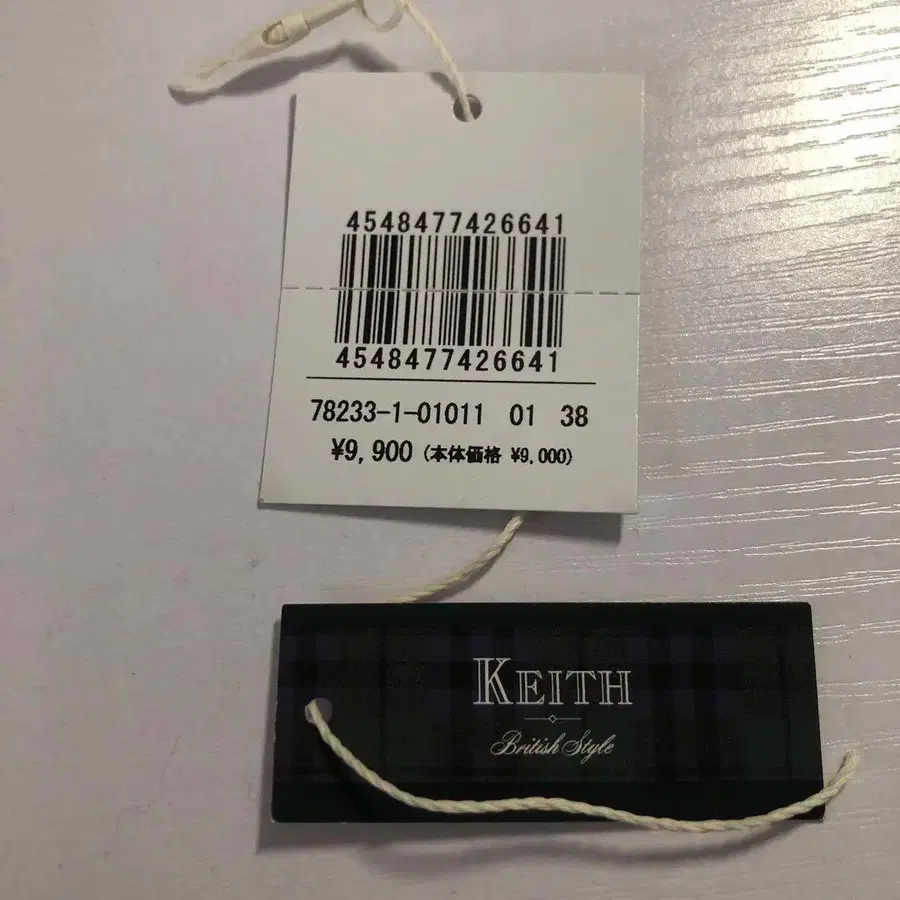 4548477426641
4548477426641
78233-1-01011 01 38
¥9,900 (本体価格 ¥9,000)
KEITH
British Style